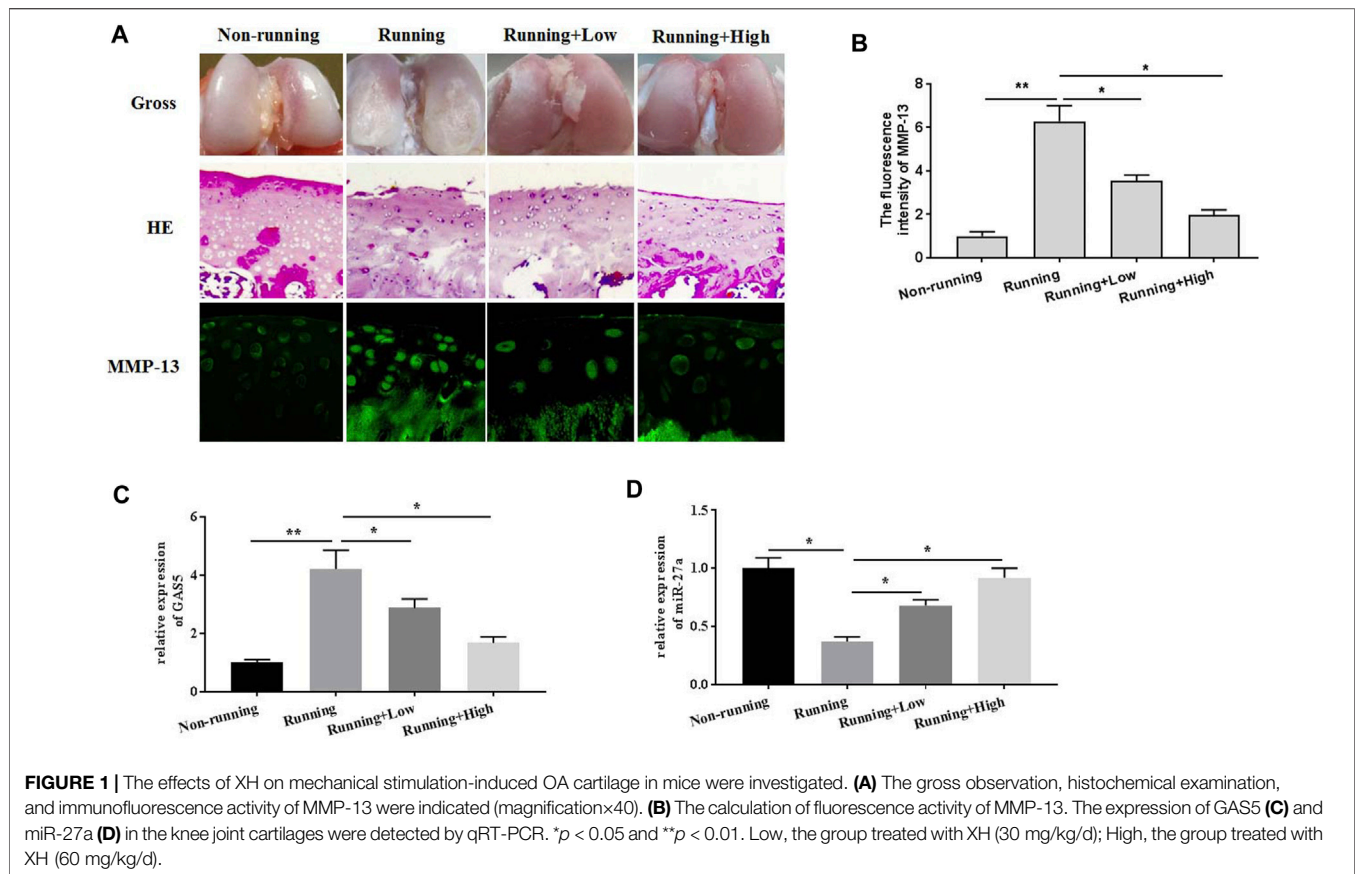 A
Non-running Running Running+Low Running+High
Gross
HE
MMP-13
B
The fluorescence
intensity of MMP-13
8
6
4
2
0
** * *
Non-running Running Running+Low Running+High
C
relative expression
of GAS5
6
4
2
0
** * *
Non-running Running Running+Low Running+High
D
relative expression
of miR-27a
1.5
1.0
0.5
0.0
* * *
Non-running Running Running+Low Running+High
FIGURE 1 | The effects of XH on mechanical stimulation-induced OA cartilage in mice were investigated. (A) The gross observation, histochemical examination,
and immunofluorescence activity of MMP-13 were indicated (magnification×40). (B) The calculation of fluorescence activity of MMP-13. The expression of GAS5 (C) and
miR-27a (D) in the knee joint cartilages were detected by qRT-PCR. *p < 0.05 and **p < 0.01. Low, the group treated with XH (30 mg/kg/d); High, the group treated with
XH (60 mg/kg/d).